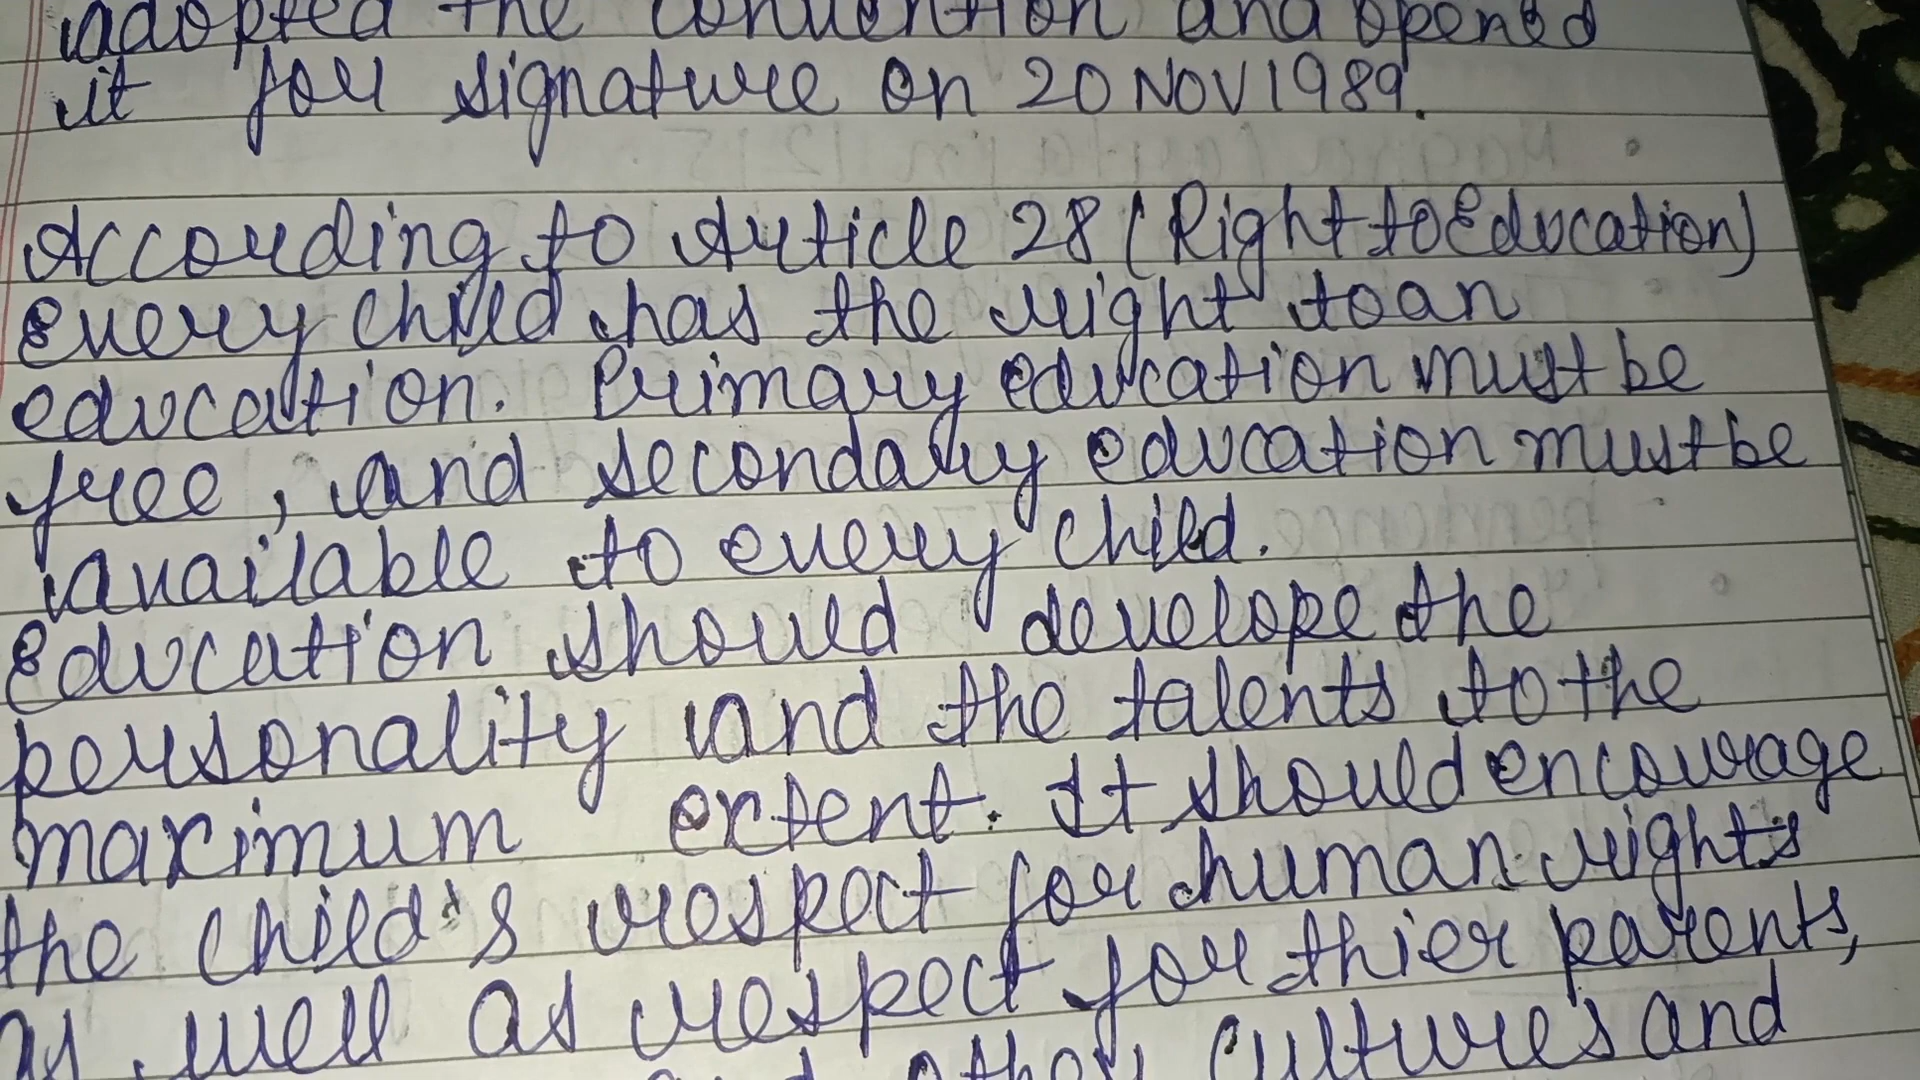 adopted the convention and opened
it for signature on 20 NOV 1989.
According to Article 28 (Right to Education)
every child has the right to an
education. Primary education must be
free, and secondary education must be
available to every child.
Education should develope the
personality and the talents to the
maximum extent. It should encourage
the child's respect for human rights
as well as respect for thier parents,
and other cultures and